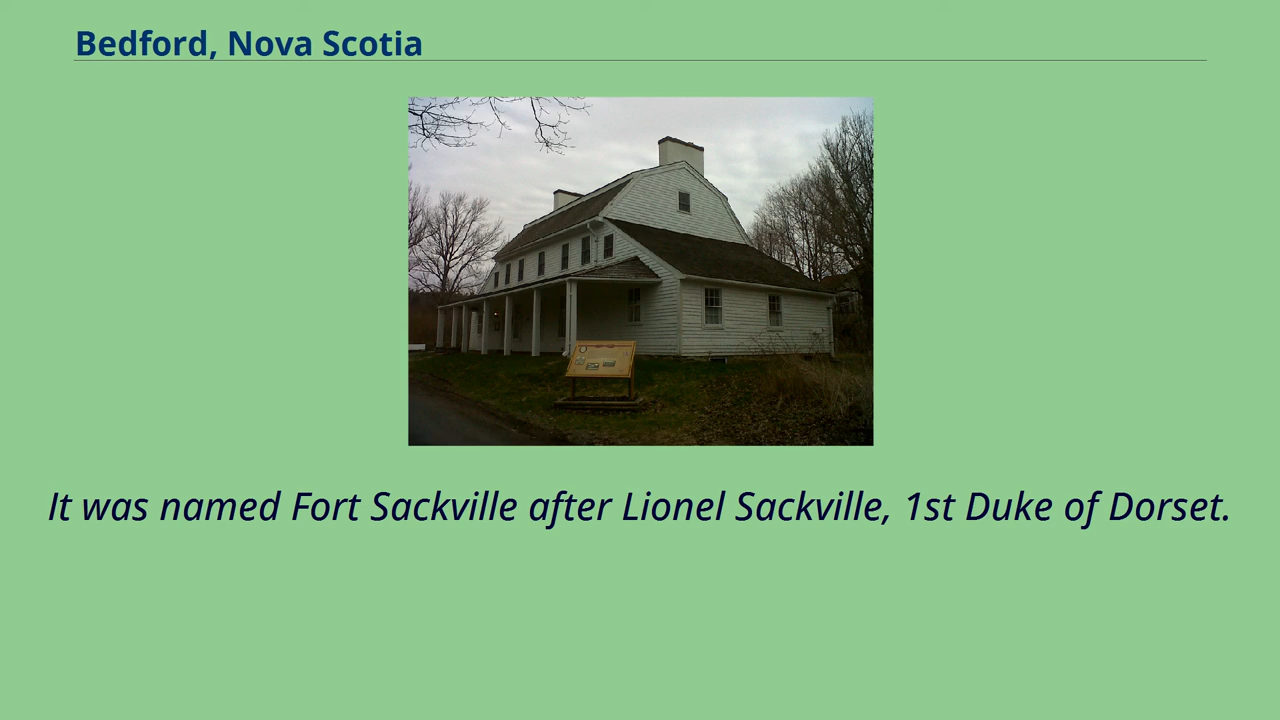 Bedford, Nova Scotia
It was named Fort Sackville after Lionel Sackville, 1st Duke of Dorset.